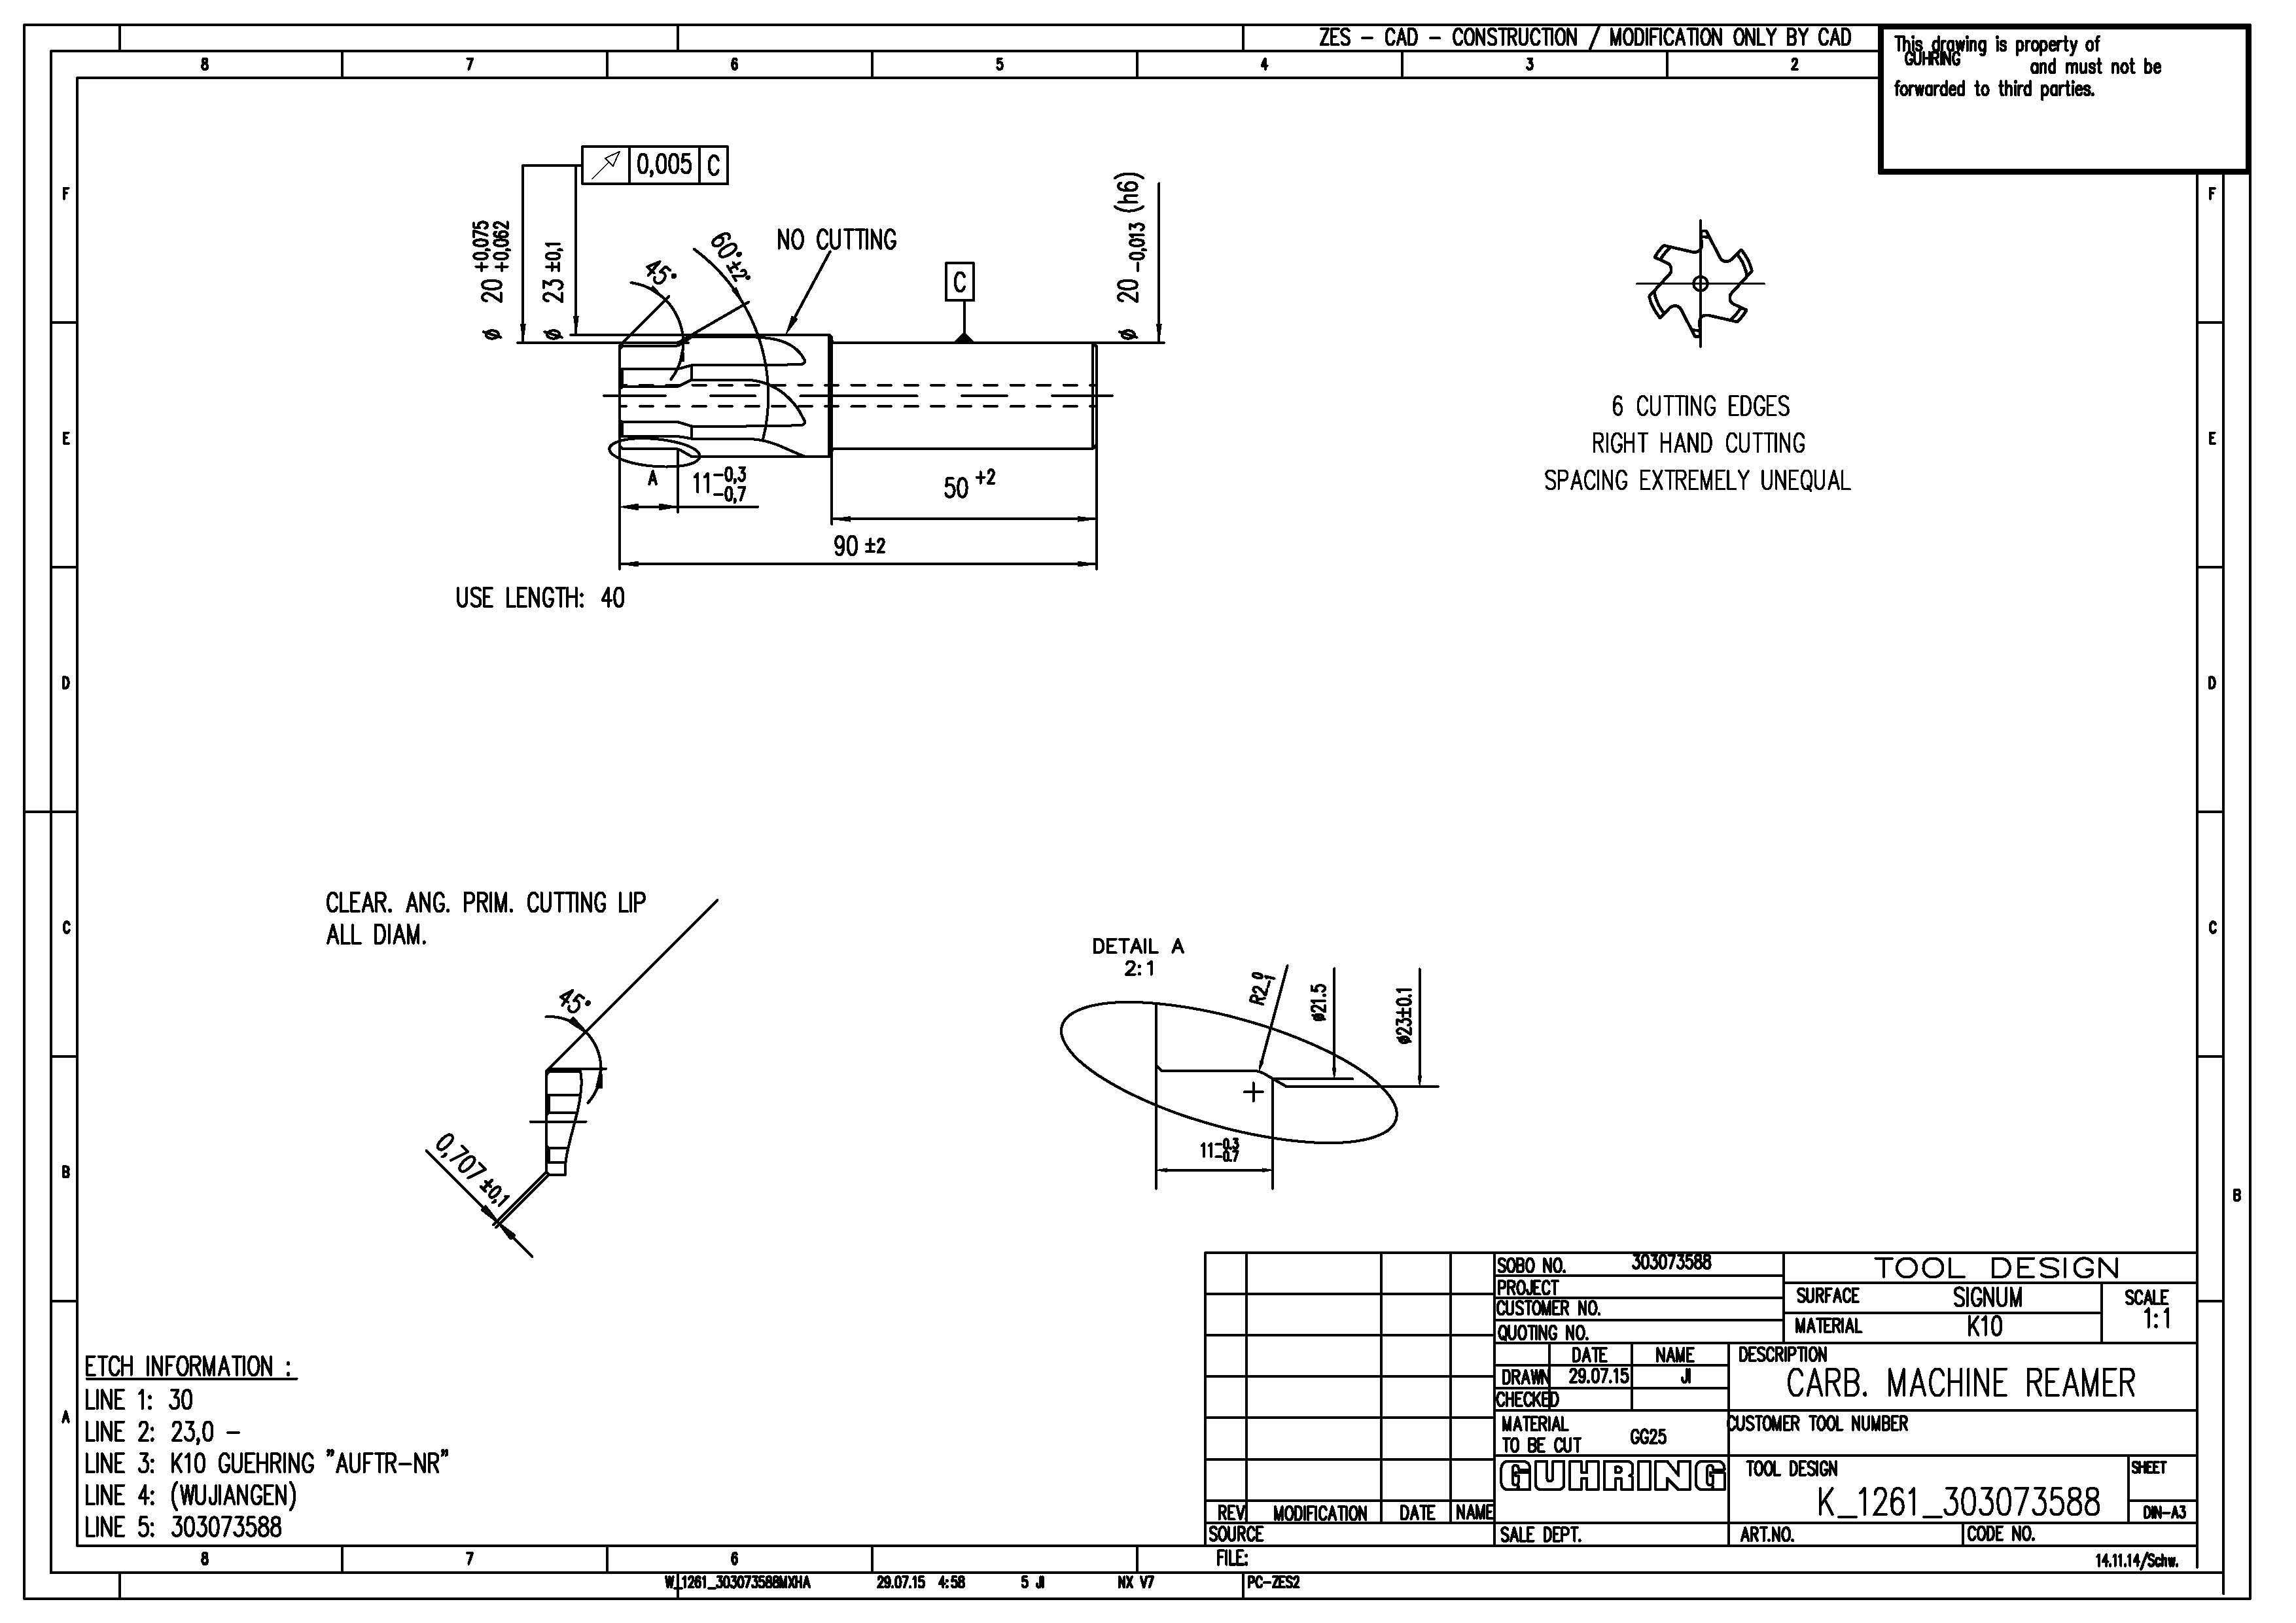 ZES - CAD - CONSTRUCTION / MODIFICATION ONLY BY CAD
This drawing is property of
GUHRING
and must not be
forwarded to third parties.
8 7 6 5 4 3 2
F
E
D
C
B
A
F
E
D
C
B
0,005 C
Ø 20 +0,075 +0,062
Ø 23 ±0,1
45°
60°±2°
NO CUTTING
C
Ø 20 -0,013 (h6)
A
11 -0,3 -0,7
50 +2
90 ±2
USE LENGTH: 40
6 CUTTING EDGES
RIGHT HAND CUTTING
SPACING EXTREMELY UNEQUAL
CLEAR. ANG. PRIM. CUTTING LIP
ALL DIAM.
45°
0,707 ±0,1
DETAIL A
2:1
R2 0 -1
Ø21.5
Ø23±0.1
11 -0.3 -0.7
ETCH INFORMATION :
LINE 1: 30
LINE 2: 23,0 -
LINE 3: K10 GUEHRING "AUFTR-NR"
LINE 4: (WUJIANGEN)
LINE 5: 303073588
SOBO NO. 303073588
PROJECT
CUSTOMER NO.
QUOTING NO.
TOOL DESIGN
SURFACE SIGNUM
MATERIAL K10
SCALE
1:1
DATE NAME
DRAWN 29.07.15 JI
CHECKED
DESCRIPTION
CARB. MACHINE REAMER
MATERIAL
TO BE CUT GG25
CUSTOMER TOOL NUMBER
GUHRING
TOOL DESIGN
K_1261_303073588
SHEET
DIN-A3
REV MODIFICATION DATE NAME
SOURCE
SALE DEPT.
ART.NO.
CODE NO.
FILE:
14.11.14/Schw.
8 7 6
W_1261_303073588MXHA 29.07.15 4:58 5 JI NX V7 PC-ZES2